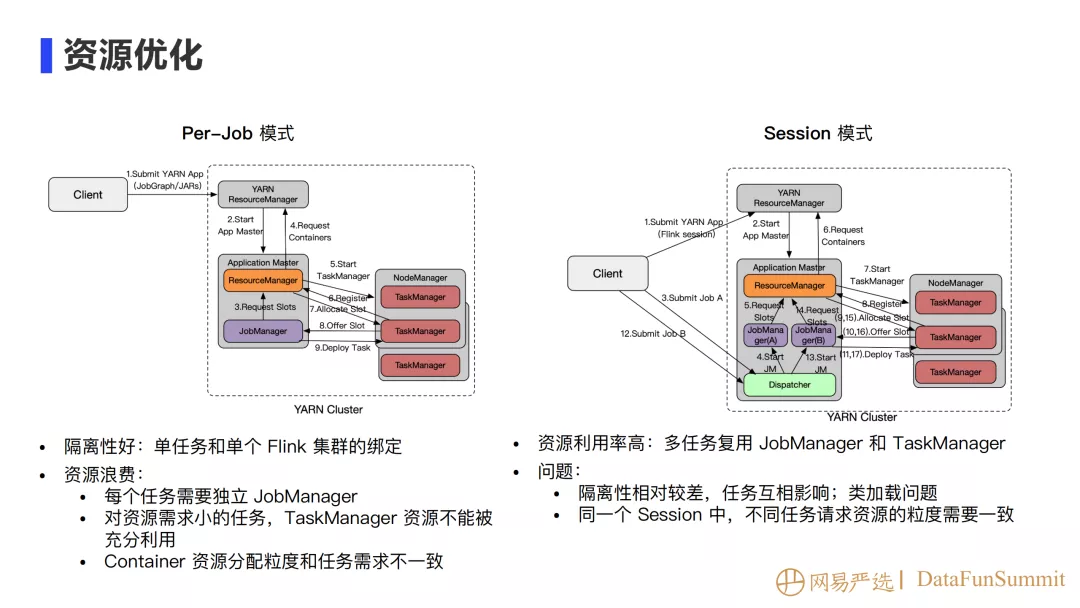 资源优化
Per-Job 模式
Client
1.Submit YARN App
(JobGraph/JARs)
YARN
ResourceManager
2.Start
App Master
4.Request
Containers
Application Master
ResourceManager
3.Request Slots
JobManager
5.Start
TaskManager
6.Register
7.Allocate Slot
8.Offer Slot
9.Deploy Task
NodeManager
TaskManager
TaskManager
TaskManager
YARN Cluster
• 隔离性好：单任务和单个 Flink 集群的绑定
• 资源浪费：
• 每个任务需要独立 JobManager
• 对资源需求小的任务，TaskManager 资源不能被
充分利用
• Container 资源分配粒度和任务需求不一致
Session 模式
Client
1.Submit YARN App
(Flink session)
YARN
ResourceManager
2.Start
App Master
6.Request
Containers
3.Submit Job A
12.Submit Job B
Application Master
ResourceManager
5.Request
Slots
14.Request
Slots
JobMana
ger(A)
JobMana
ger(B)
4.Start
JM
13.Start
JM
Dispatcher
7.Start
TaskManager
8.Register
(9,15).Allocate Slot
(10,16).Offer Slot
(11,17).Deploy Task
NodeManager
TaskManager
TaskManager
TaskManager
YARN Cluster
• 资源利用率高：多任务复用 JobManager 和 TaskManager
• 问题：
• 隔离性相对较差，任务互相影响；类加载问题
• 同一个 Session 中，不同任务请求资源的粒度需要一致
网易严选 | DataFunSummit